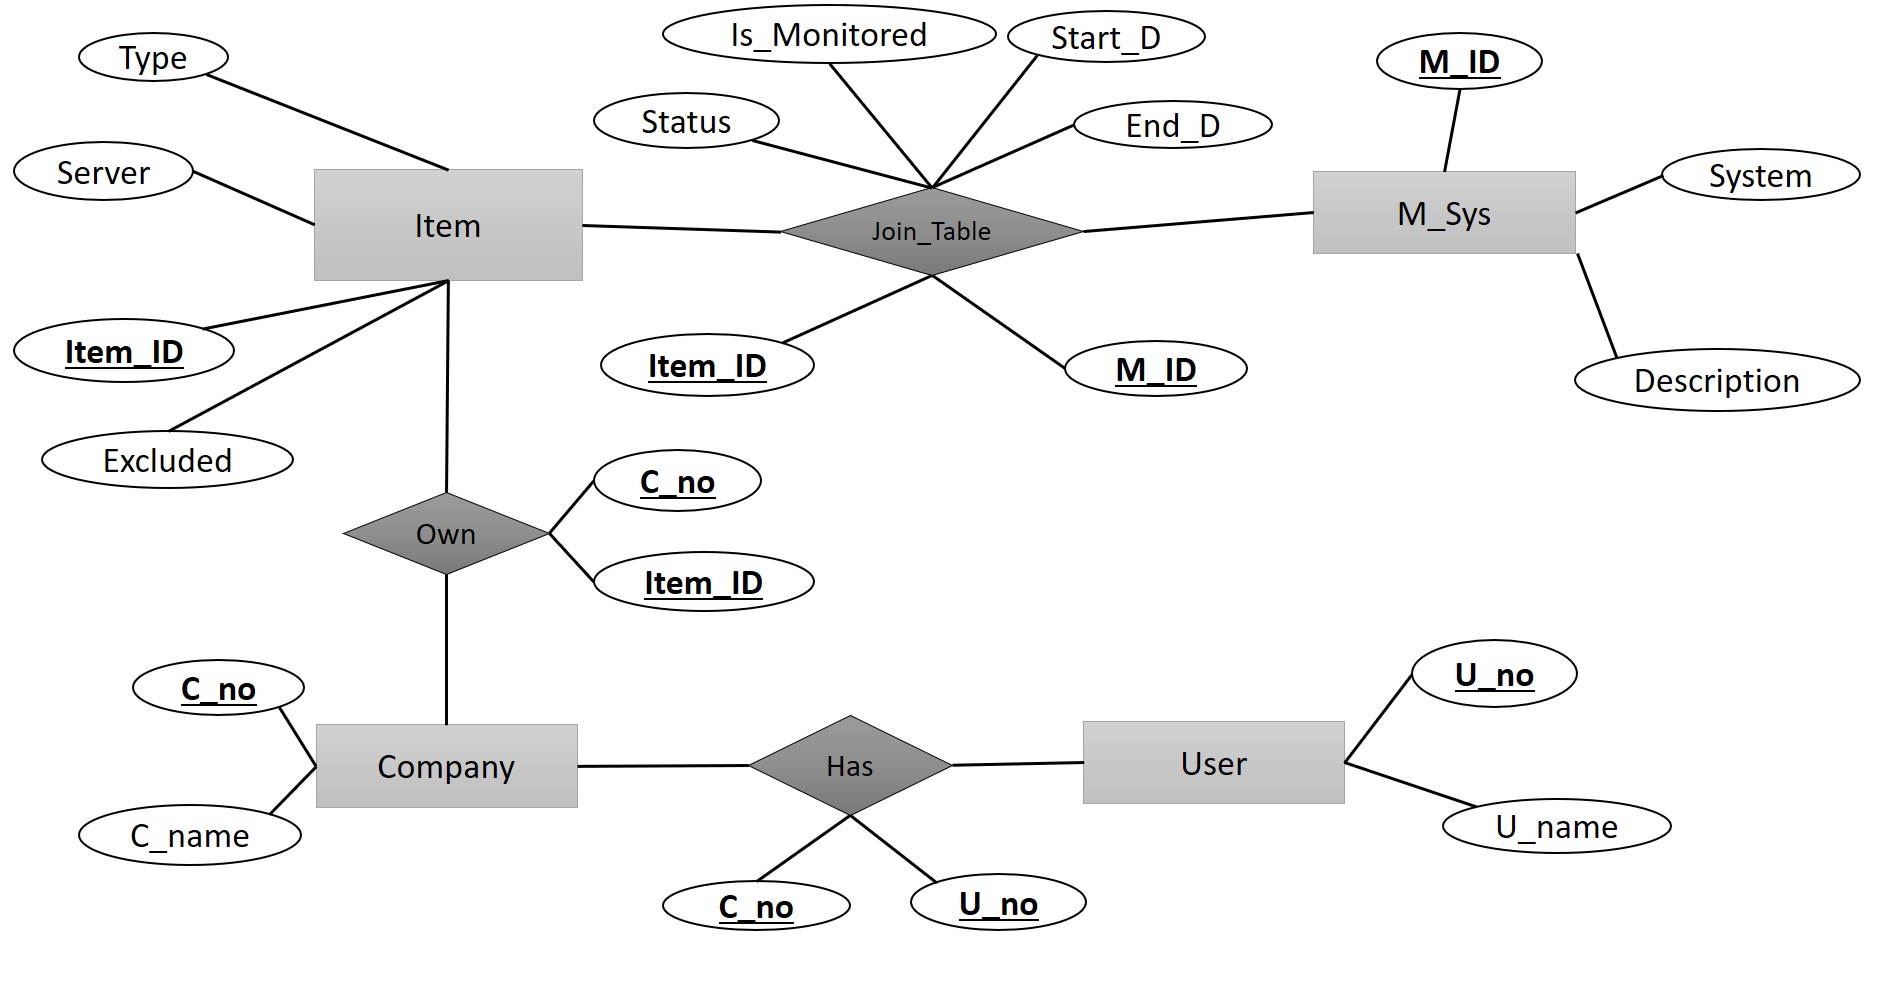 Is_Monitored
Start_D
Type
M_ID
Status
End_D
Server
System
Item
Join_Table
M_Sys
Item_ID
Item_ID
M_ID
Description
Excluded
C_no
Own
Item_ID
C_no
U_no
Company
Has
User
C_name
U_name
C_no
U_no